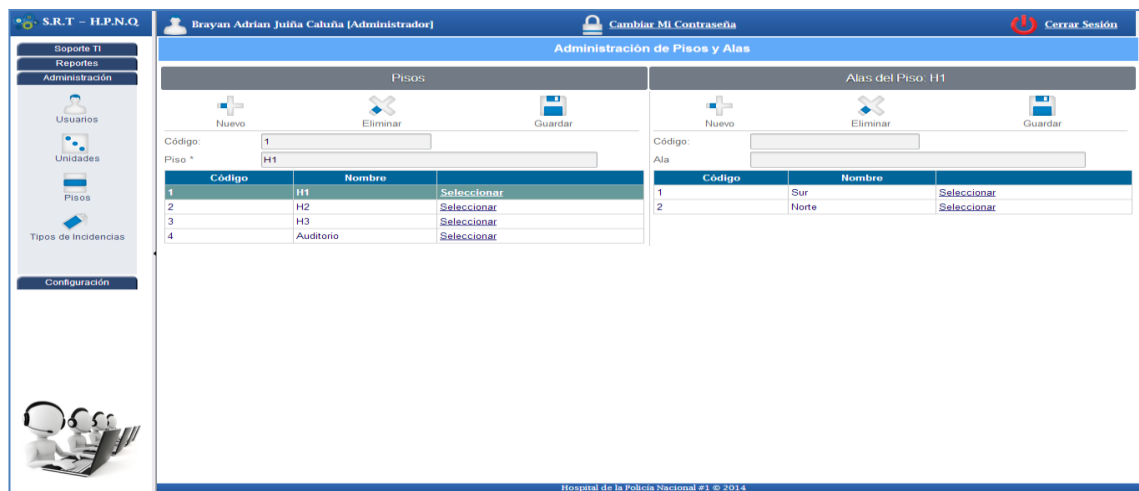 S.R.T – H.P.N.Q
Brayan Adrian Juiña Caluña [Administrador]
Cambiar Mi Contraseña
Cerrar Sesión
Soporte TI
Reportes
Administración
Usuarios
Unidades
Pisos
Tipos de Incidencias
Configuración
Administración de Pisos y Alas
Pisos
Nuevo Eliminar Guardar
Código: 1
Piso * H1
Código Nombre
1 H1 Seleccionar
2 H2 Seleccionar
3 H3 Seleccionar
4 Auditorio Seleccionar
Alas del Piso: H1
Nuevo Eliminar Guardar
Código:
Ala
Código Nombre
1 Sur Seleccionar
2 Norte Seleccionar
Hospital de la Policía Nacional #1 © 2014